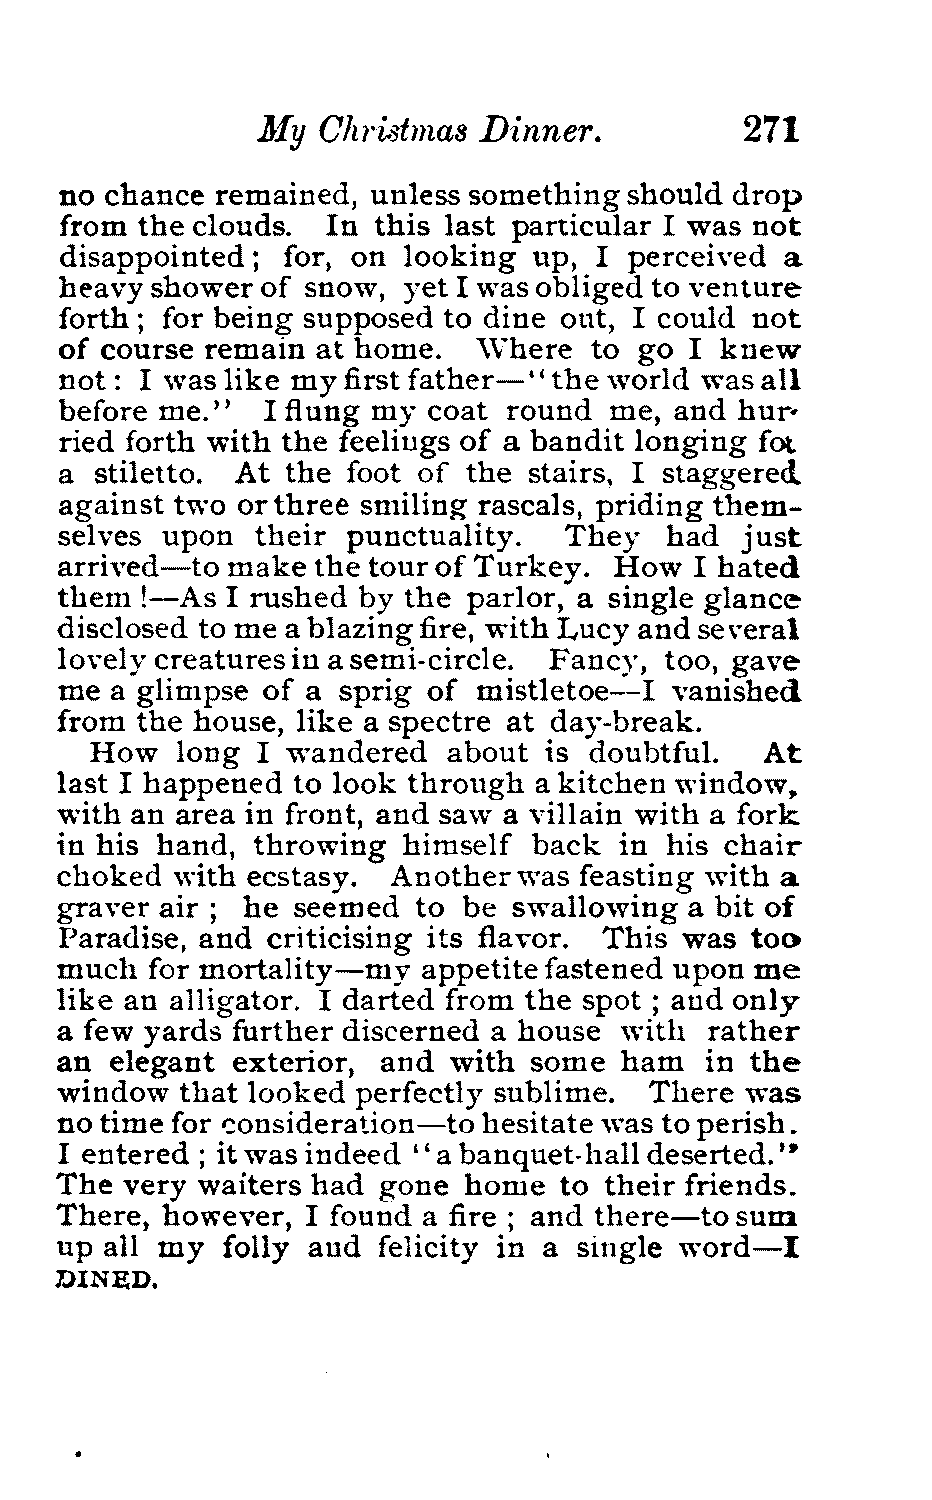 My Christmas Dinner. 271
no chance remained, unless something should drop
from the clouds. In this last particular I was not
disappointed; for, on looking up, I perceived a
heavy shower of snow, yet I was obliged to venture
forth; for being supposed to dine out, I could not
of course remain at home. Where to go I knew
not: I was like my first father—"the world was all
before me." I flung my coat round me, and hur-
ried forth with the feelings of a bandit longing for
a stiletto. At the foot of the stairs, I staggered
against two or three smiling rascals, priding them-
selves upon their punctuality. They had just
arrived—to make the tour of Turkey. How I hated
them!—As I rushed by the parlor, a single glance
disclosed to me a blazing fire, with Lucy and several
lovely creatures in a semi-circle. Fancy, too, gave
me a glimpse of a sprig of mistletoe—I vanished
from the house, like a spectre at day-break.
How long I wandered about is doubtful. At
last I happened to look through a kitchen window,
with an area in front, and saw a villain with a fork
in his hand, throwing himself back in his chair
choked with ecstasy. Another was feasting with a
graver air; he seemed to be swallowing a bit of
Paradise, and criticising its flavor. This was too
much for mortality—my appetite fastened upon me
like an alligator. I darted from the spot; and only
a few yards further discerned a house with rather
an elegant exterior, and with some ham in the
window that looked perfectly sublime. There was
no time for consideration—to hesitate was to perish.
I entered; it was indeed "a banquet-hall deserted."
The very waiters had gone home to their friends.
There, however, I found a fire; and there—to sum
up all my folly and felicity in a single word—I
DINED.